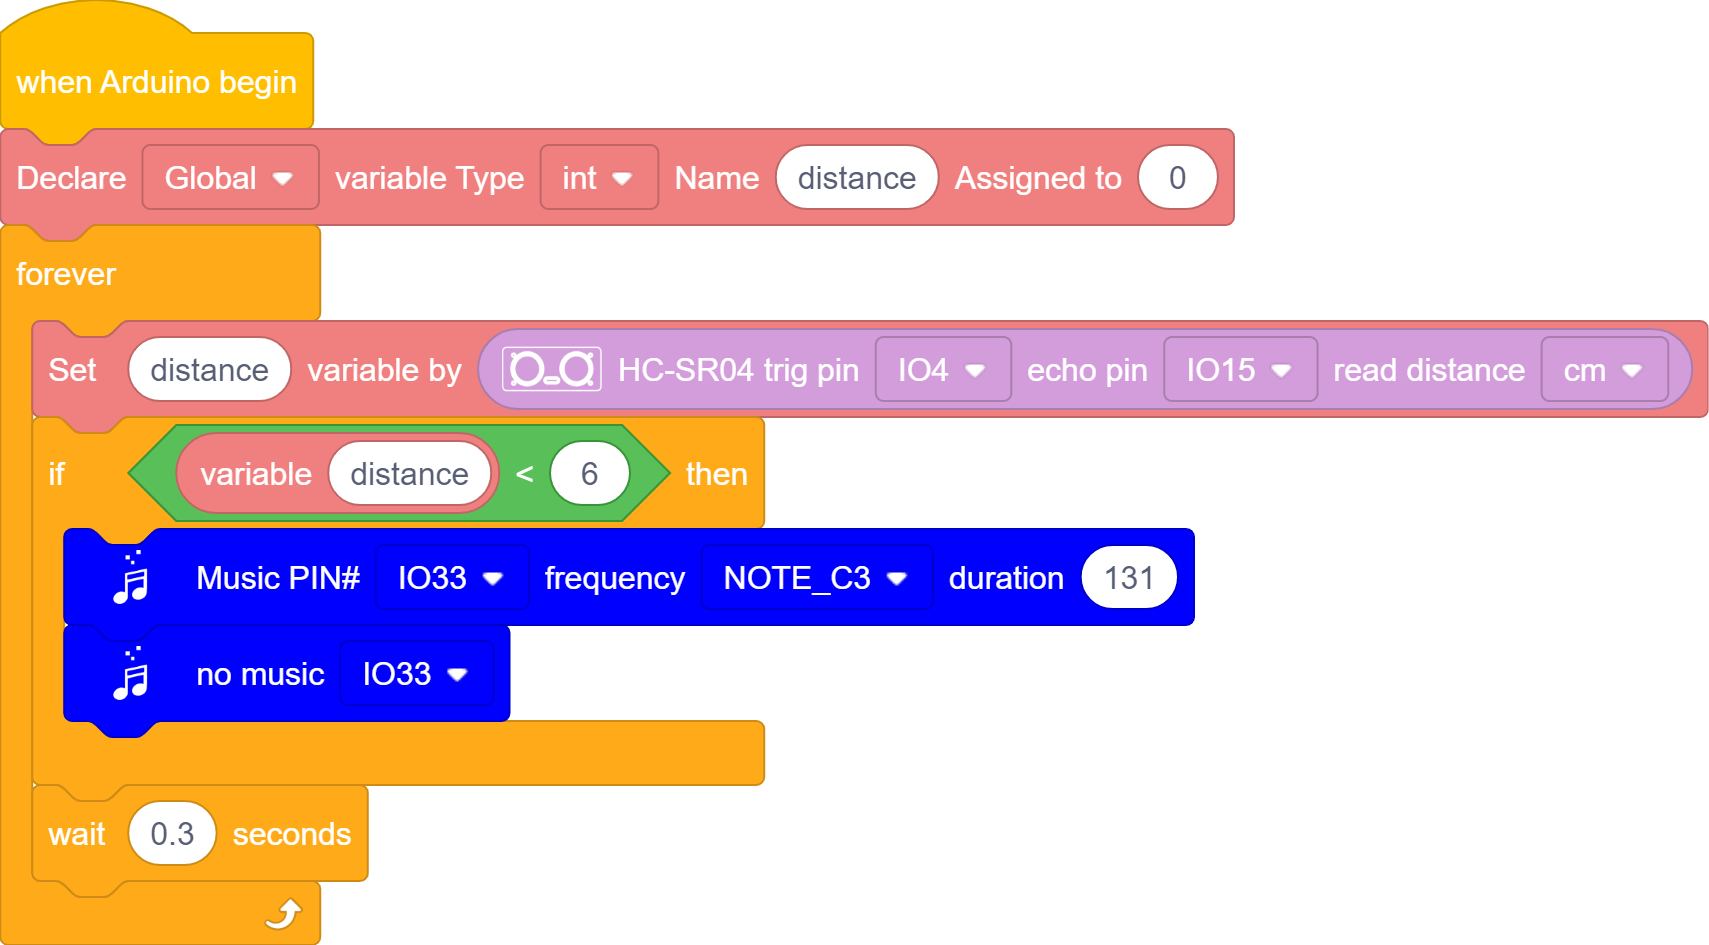 when Arduino begin
Declare Global variable Type int Name distance Assigned to 0
forever
Set distance variable by HC-SR04 trig pin IO4 echo pin IO15 read distance cm
if variable distance < 6 then
Music PIN# IO33 frequency NOTE_C3 duration 131
no music IO33
wait 0.3 seconds